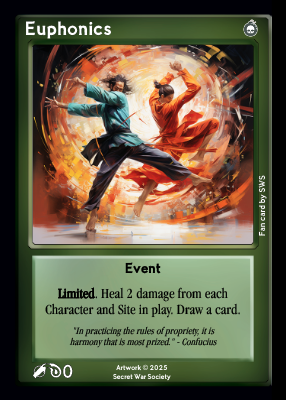 Euphonics
Fan card by SWS
Event
Limited. Heal 2 damage from each
Character and Site in play. Draw a card.
"In practicing the rules of propriety, it is
harmony that is most prized." - Confucius
0
Artwork © 2025
Secret War Society